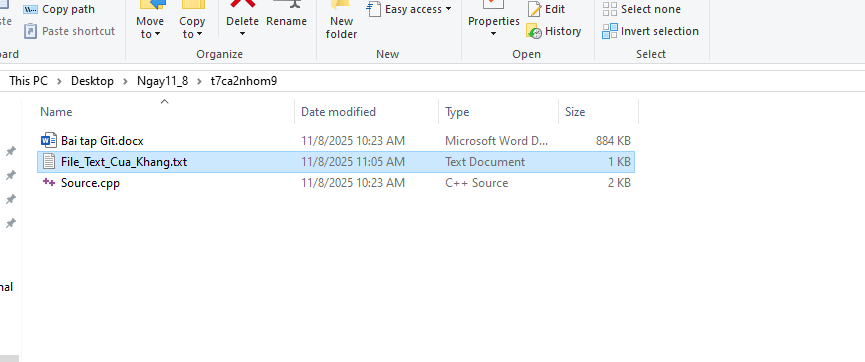 Copy path
Paste shortcut
Move to
Copy to
Delete
Rename
Organize
New folder
Easy access
New
Properties
Edit
History
Open
Select none
Invert selection
Select
This PC > Desktop > Ngay11_8 > t7ca2nhom9
Name Date modified Type Size
Bai tap Git.docx 11/8/2025 10:23 AM Microsoft Word D... 884 KB
File_Text_Cua_Khang.txt 11/8/2025 11:05 AM Text Document 1 KB
Source.cpp 11/8/2025 10:23 AM C++ Source 2 KB